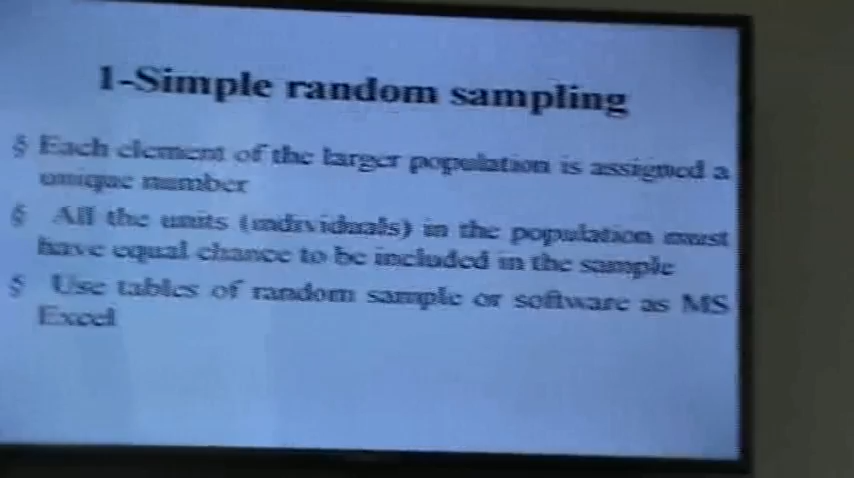 1-Simple random sampling
§ Each element of the larger population is assigned a
unique number
§ All the units (individuals) in the population must
have equal chance to be included in the sample
§ Use tables of random sample or software as MS
Excel